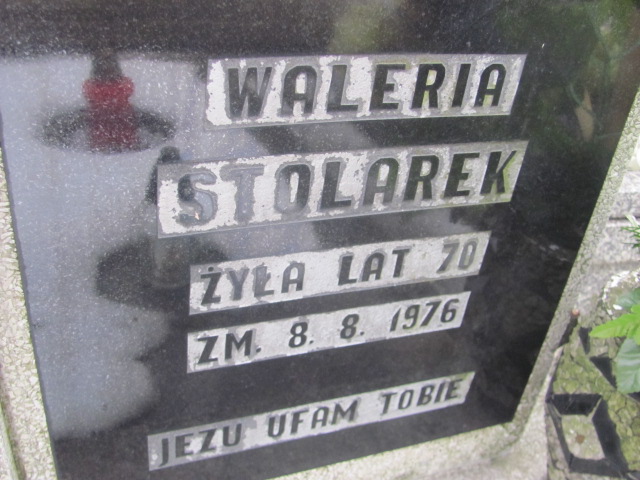 WALERIA
STOLAREK
ŻYŁA LAT 70
ZM. 8. 8. 1976
JEZU UFAM TOBIE